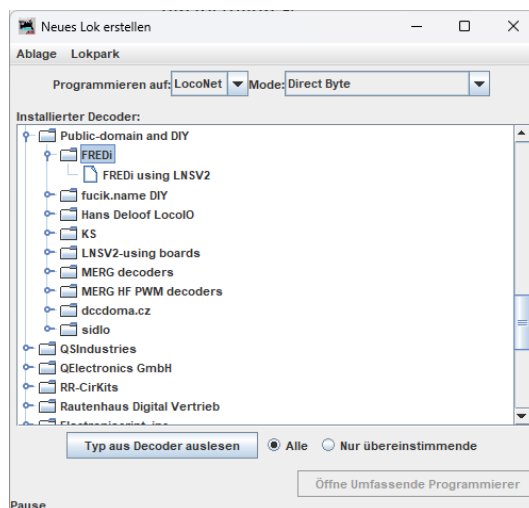 Neues Lok erstellen
Ablage Lokpark
Programmieren auf: LocoNet Mode: Direct Byte
Installierter Decoder:
Public-domain and DIY
FREDi
FREDi using LNSV2
fucik.name DIY
Hans Deloof LocoIO
KS
LNSV2-using boards
MERG decoders
MERG HF PWM decoders
dccdoma.cz
sidlo
QSIndustries
QElectronics GmbH
RR-CirKits
Rautenhaus Digital Vertrieb
Typ aus Decoder auslesen Alle Nur übereinstimmende
Öffne Umfassende Programmierer
Pause